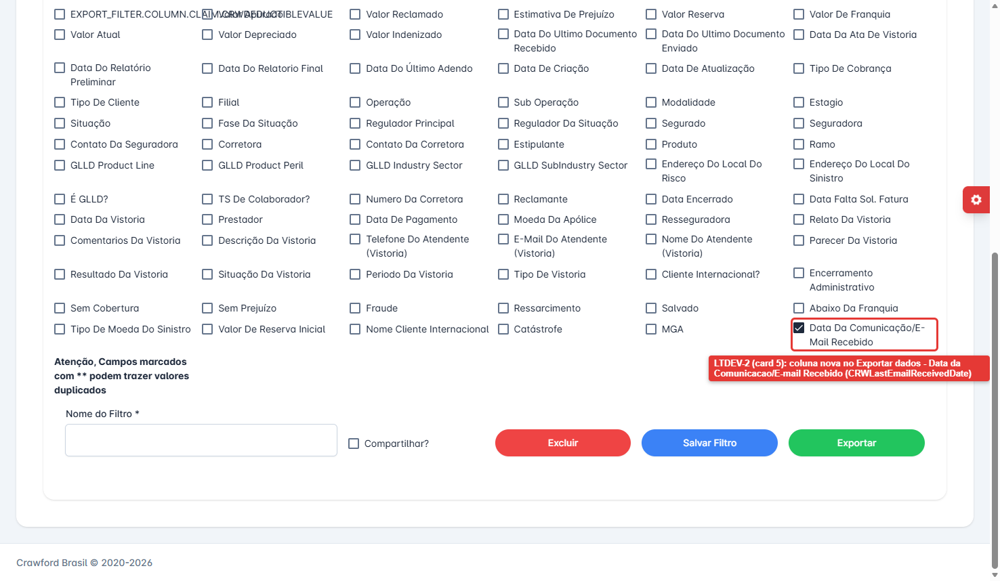 EXPORT_FILTER.COLUMN.CLAIM.CRWDEDUCTIBLEVALUE
Valor Apurado
Valor Reclamado
Estimativa De Prejuízo
Valor Reserva
Valor De Franquia
Valor Atual
Valor Depreciado
Valor Indenizado
Data Do Ultimo Documento
Recebido
Data Do Ultimo Documento
Enviado
Data Da Ata De Vistoria
Data Do Relatório
Preliminar
Data Do Relatorio Final
Data Do Último Adendo
Data De Criação
Data De Atualização
Tipo De Cobrança
Tipo De Cliente
Filial
Operação
Sub Operação
Modalidade
Estagio
Situação
Fase Da Situação
Regulador Principal
Regulador Da Situação
Segurado
Seguradora
Contato Da Seguradora
Corretora
Contato Da Corretora
Estipulante
Produto
Ramo
GLLD Product Line
GLLD Product Peril
GLLD Industry Sector
GLLD SubIndustry Sector
Endereço Do Local Do
Risco
Endereço Do Local Do
Sinistro
É GLLD?
TS De Colaborador?
Numero Da Corretora
Reclamante
Data Encerrado
Data Falta Sol. Fatura
Data Da Vistoria
Prestador
Data De Pagamento
Moeda Da Apólice
Resseguradora
Relato Da Vistoria
Comentarios Da Vistoria
Descrição Da Vistoria
Telefone Do Atendente
(Vistoria)
E-Mail Do Atendente
(Vistoria)
Nome Do Atendente
(Vistoria)
Parecer Da Vistoria
Resultado Da Vistoria
Situação Da Vistoria
Periodo Da Vistoria
Tipo De Vistoria
Cliente Internacional?
Encerramento
Administrativo
Sem Cobertura
Sem Prejuízo
Fraude
Ressarcimento
Salvado
Abaixo Da Franquia
Tipo De Moeda Do Sinistro
Valor De Reserva Inicial
Nome Cliente Internacional
Catástrofe
MGA
Data Da Comunicação/E-
Mail Recebido
LTDEV-2 (card 5): coluna nova no Exportar dados - Data da
Comunicacao/E-mail Recebido (CRWLastEmailReceivedDate)
Atenção, Campos marcados
com ** podem trazer valores
duplicados
Nome do Filtro *
Compartilhar?
Excluir
Salvar Filtro
Exportar
Crawford Brasil © 2020-2026